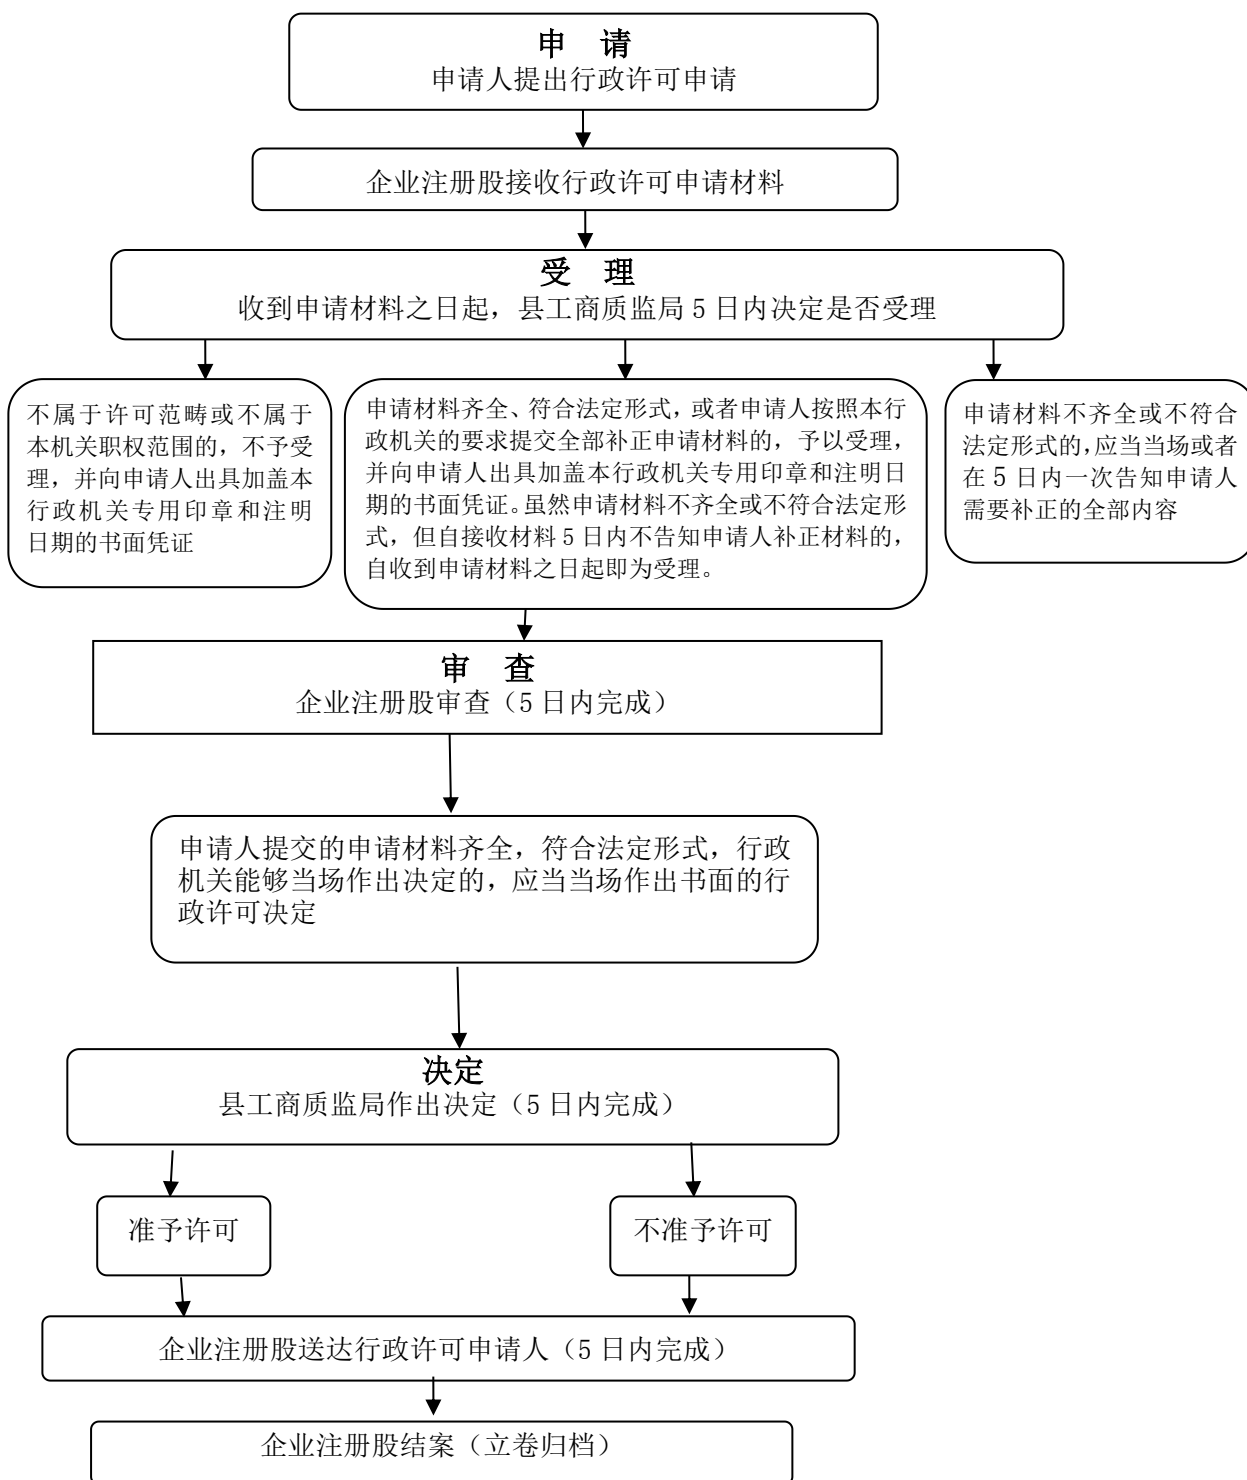 申　请
申请人提出行政许可申请
企业注册股接收行政许可申请材料
受　理
收到申请材料之日起，县工商质监局 5 日内决定是否受理
不属于许可范畴或不属于
本机关职权范围的，不予受
理，并向申请人出具加盖本
行政机关专用印章和注明
日期的书面凭证
申请材料齐全、符合法定形式，或者申请人按照本行
政机关的要求提交全部补正申请材料的，予以受理，
并向申请人出具加盖本行政机关专用印章和注明日
期的书面凭证。虽然申请材料不齐全或不符合法定形
式，但自接收材料 5 日内不告知申请人补正材料的，
自收到申请材料之日起即为受理。
申请材料不齐全或不符合
法定形式的，应当当场或者
在 5 日内一次告知申请人
需要补正的全部内容
审　查
企业注册股审查（5 日内完成）
申请人提交的申请材料齐全，符合法定形式，行政
机关能够当场作出决定的，应当当场作出书面的行
政许可决定
决定
县工商质监局作出决定（5 日内完成）
准予许可
不准予许可
企业注册股送达行政许可申请人（5 日内完成）
企业注册股结案（立卷归档）